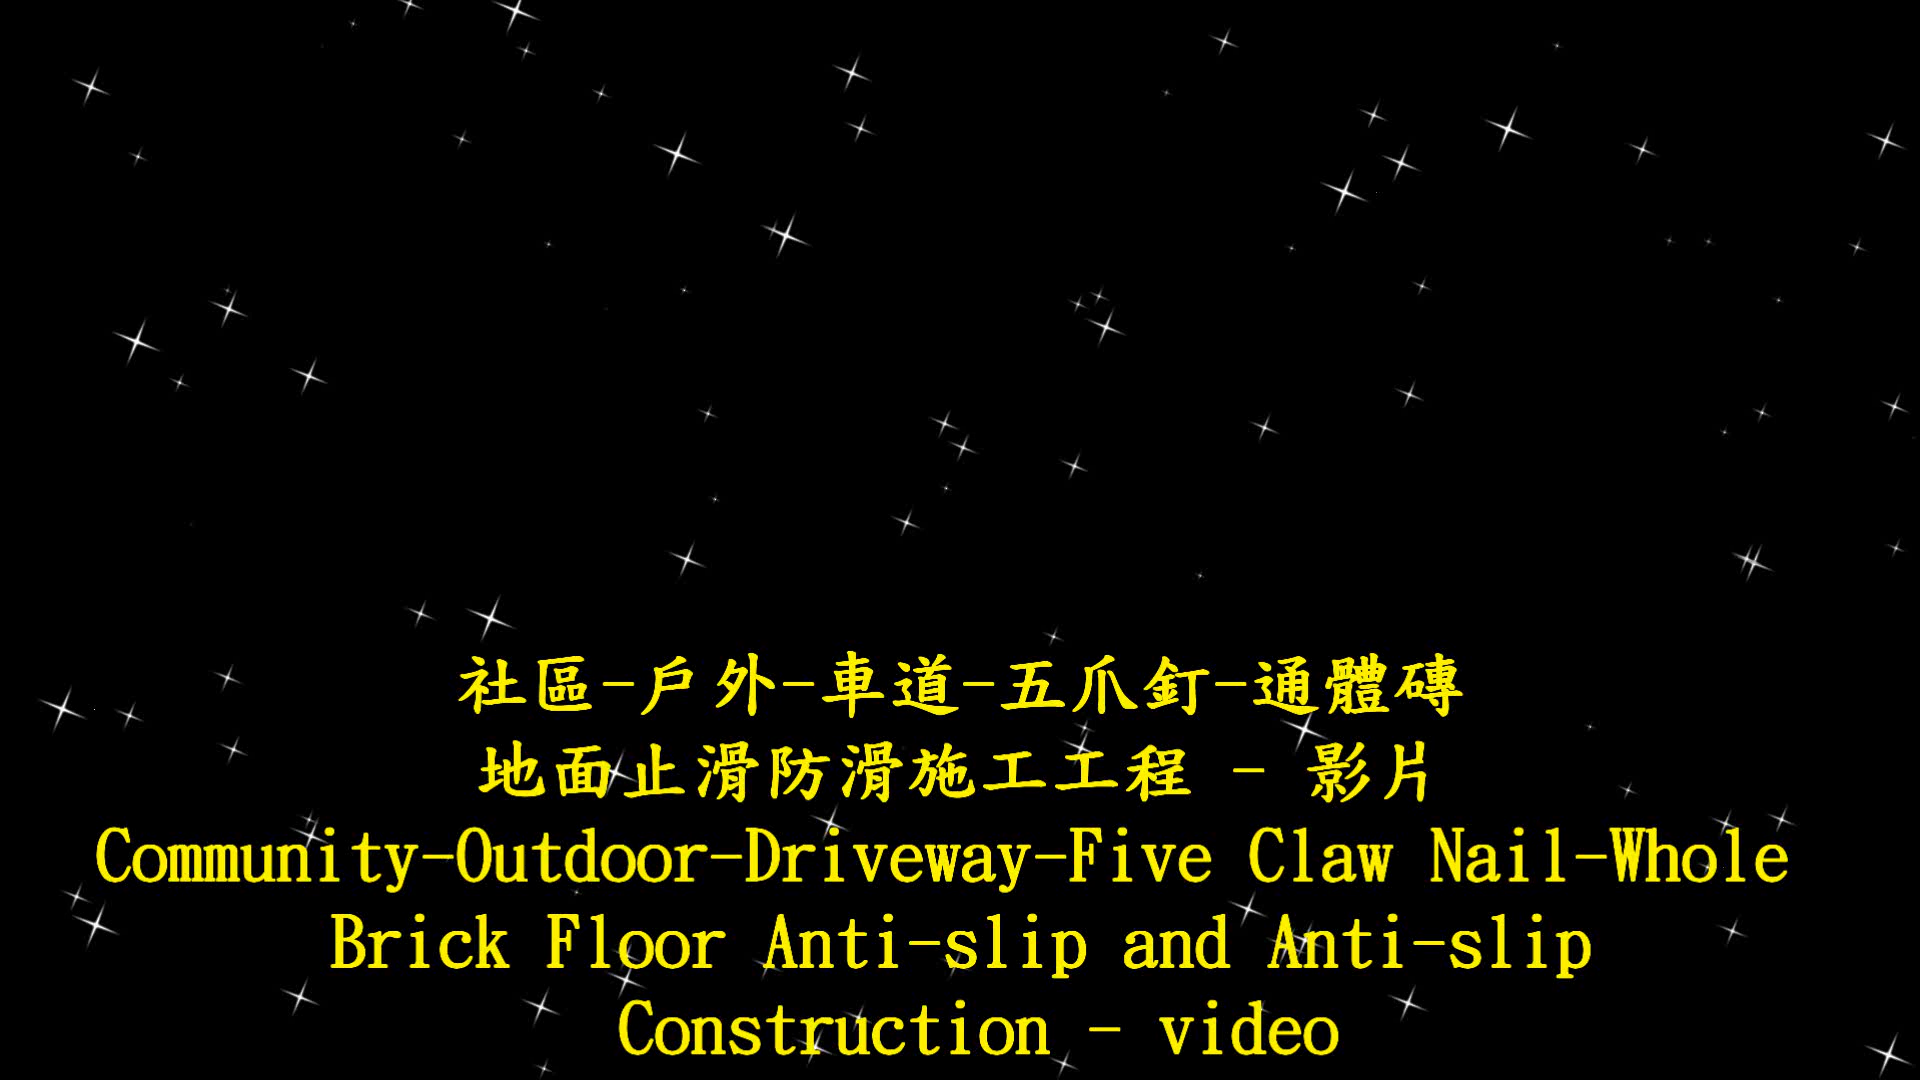 社區-戶外-車道-五爪釘-通體磚
地面止滑防滑施工工程 - 影片
Community-Outdoor-Driveway-Five Claw Nail-Whole
Brick Floor Anti-slip and Anti-slip
Construction - video